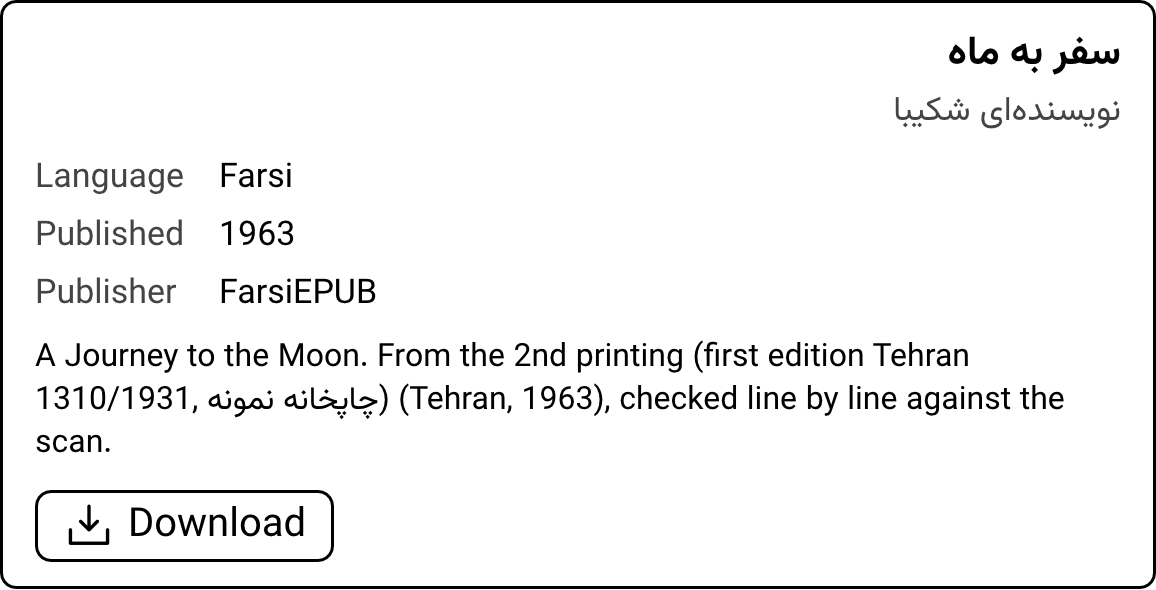 سفر به ماه
نویسنده‌ای شکیبا
Language Farsi
Published 1963
Publisher FarsiEPUB
A Journey to the Moon. From the 2nd printing (first edition Tehran
1310/1931, چاپخانه نمونه) (Tehran, 1963), checked line by line against the
scan.
Download